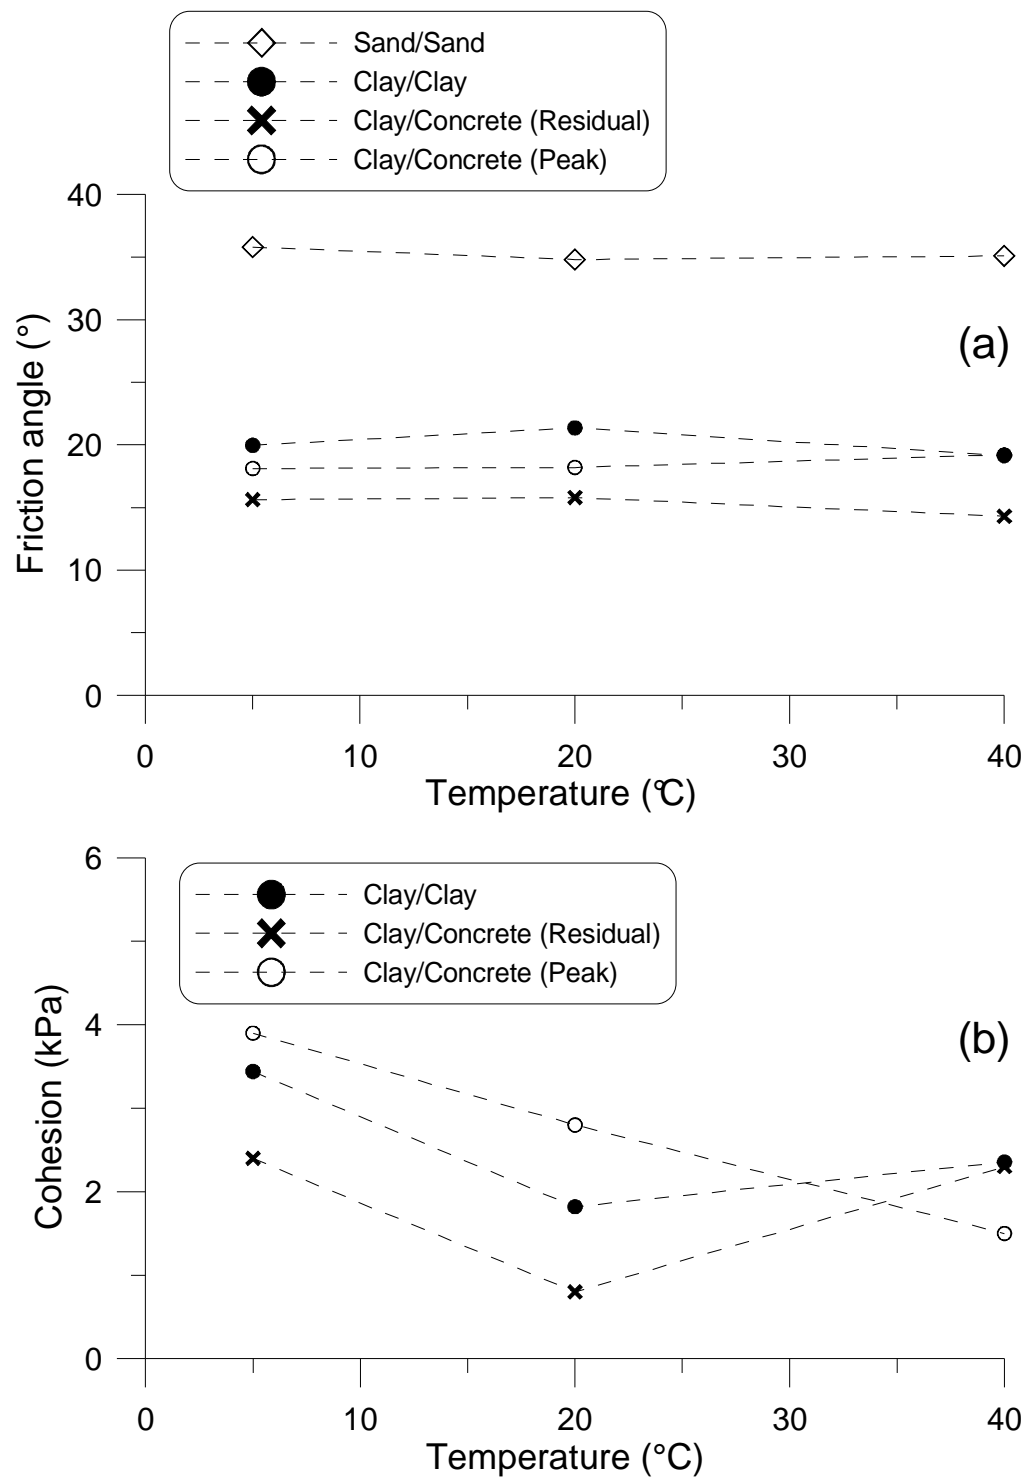 Sand/Sand
Clay/Clay
Clay/Concrete (Residual)
Clay/Concrete (Peak)
40
30
20
10
0
Friction angle (°)
(a)
0 10 20 30 40
Temperature (°C)
6
4
2
0
Cohesion (kPa)
Clay/Clay
Clay/Concrete (Residual)
Clay/Concrete (Peak)
(b)
0 10 20 30 40
Temperature (°C)